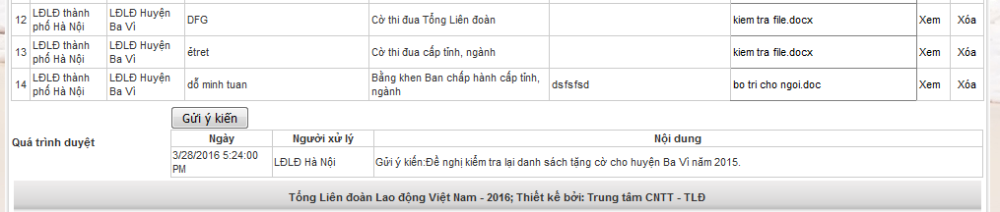 12 LĐLĐ thành phố Hà Nội LĐLĐ Huyện Ba Vì DFG Cờ thi đua Tổng Liên đoàn kiem tra file.docx Xem Xóa
13 LĐLĐ thành phố Hà Nội LĐLĐ Huyện Ba Vì êtret Cờ thi đua cấp tỉnh, ngành kiem tra file.docx Xem Xóa
14 LĐLĐ thành phố Hà Nội LĐLĐ Huyện Ba Vì dỗ minh tuan Bằng khen Ban chấp hành cấp tỉnh, ngành dsfsfsd bo tri cho ngoi.doc Xem Xóa
Gửi ý kiến
Quá trình duyệt
Ngày Người xử lý Nội dung
3/28/2016 5:24:00 PM LĐLĐ Hà Nội Gửi ý kiến:Đề nghị kiểm tra lại danh sách tặng cờ cho huyện Ba Vì năm 2015.
Tổng Liên đoàn Lao động Việt Nam - 2016; Thiết kế bởi: Trung tâm CNTT - TLĐ